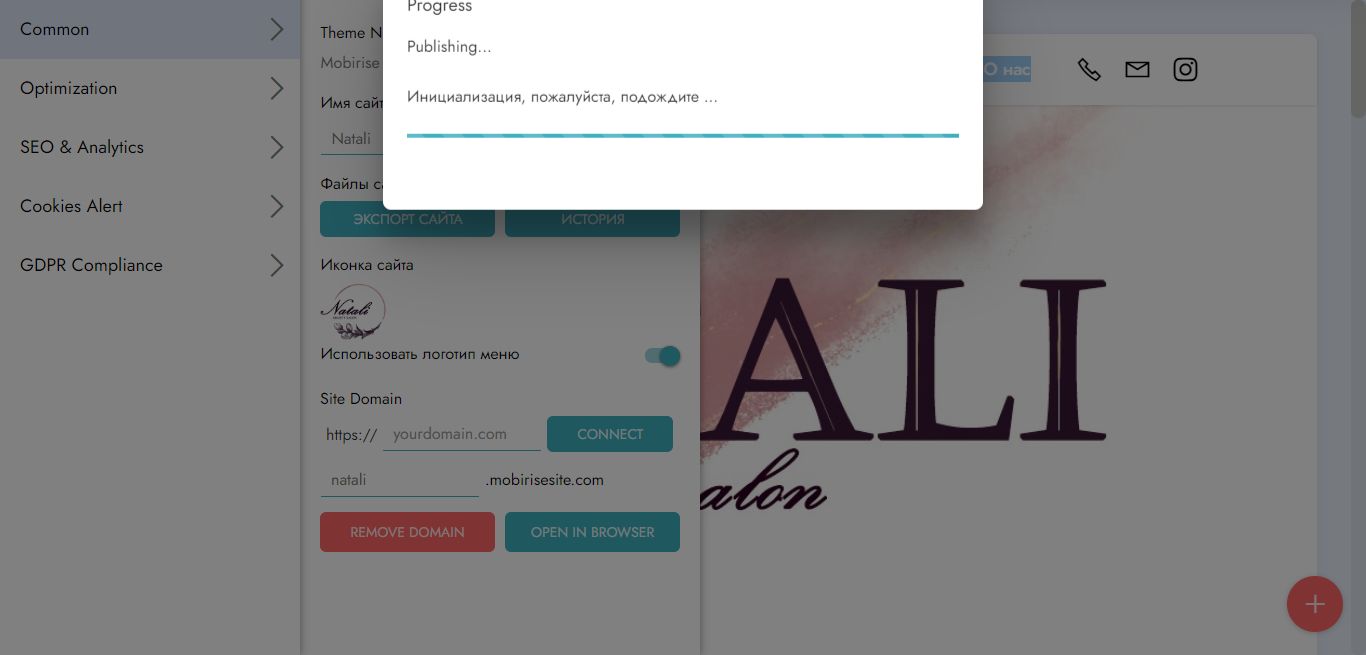 Common
Optimization
SEO & Analytics
Cookies Alert
GDPR Compliance
Theme N
Mobirise
Имя сайт
Natali
Файлы са
ЭКСПОРТ САЙТА
ИСТОРИЯ
Иконка сайта
Natali
Использовать логотип меню
Site Domain
https://
yourdomain.com
CONNECT
natali
.mobirisesite.com
REMOVE DOMAIN
OPEN IN BROWSER
Progress
Publishing...
Инициализация, пожалуйста, подождите ...
О нас
ALI
alon